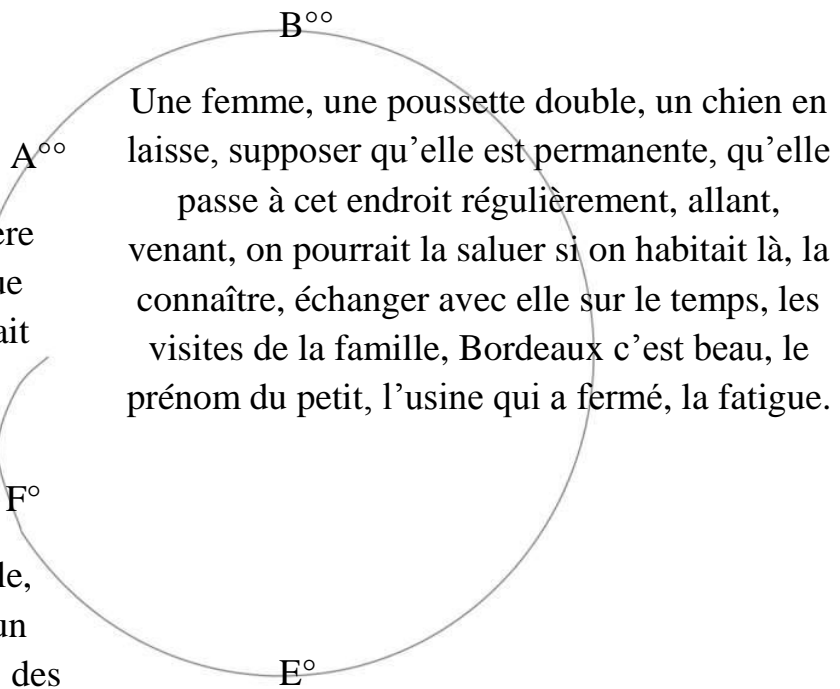 B°°
Une femme, une poussette double, un chien en
A°°
laisse, supposer qu’elle est permanente, qu’elle
passe à cet endroit régulièrement, allant,
venant, on pourrait la saluer si on habitait là, la
connaître, échanger avec elle sur le temps, les
visites de la famille, Bordeaux c’est beau, le
prénom du petit, l’usine qui a fermé, la fatigue.
F°
un
des
E°